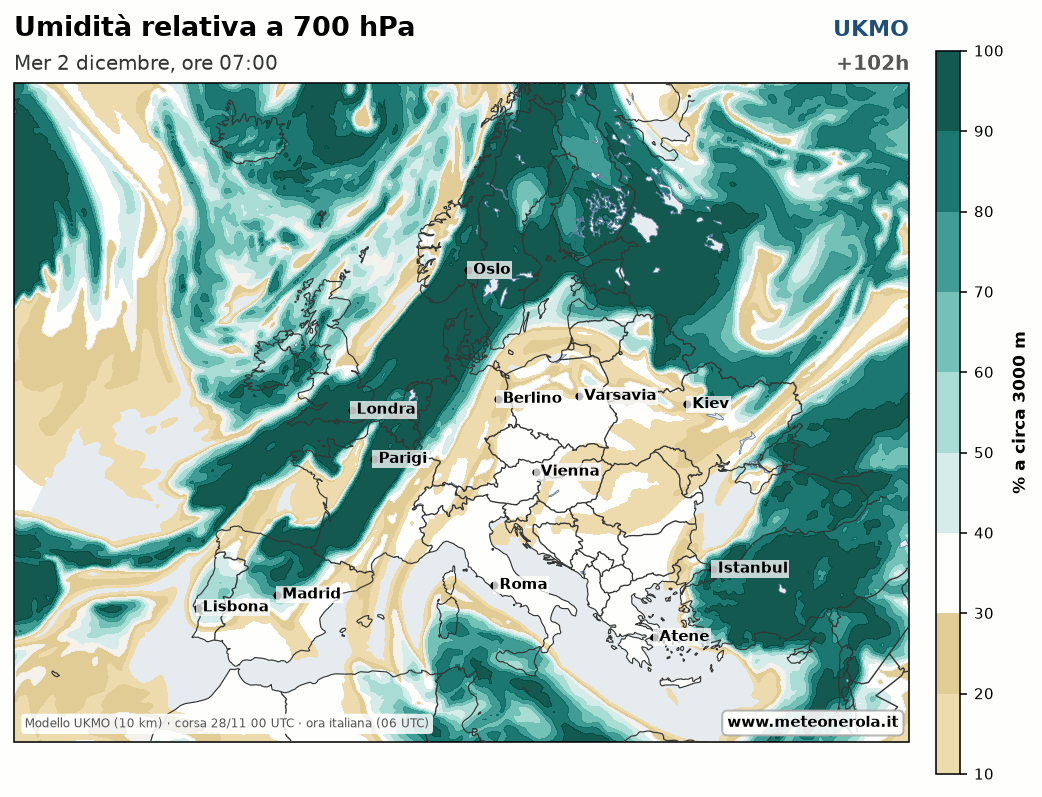 Umidità relativa a 700 hPa
UKMO
Mer 2 dicembre, ore 07:00
+102h
100
90
80
70
60
50
40
30
20
10
% a circa 3000 m
Oslo
Londra
Berlino
Varsavia
Kiev
Parigi
Vienna
Istanbul
Madrid
Roma
Lisbona
Atene
Modello UKMO (10 km) · corsa 28/11 00 UTC · ora italiana (06 UTC)
www.meteonerola.it